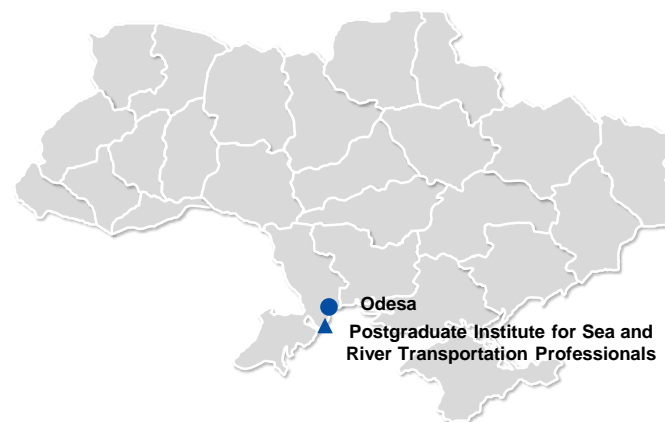 Odesa
Postgraduate Institute for Sea and
River Transportation Professionals